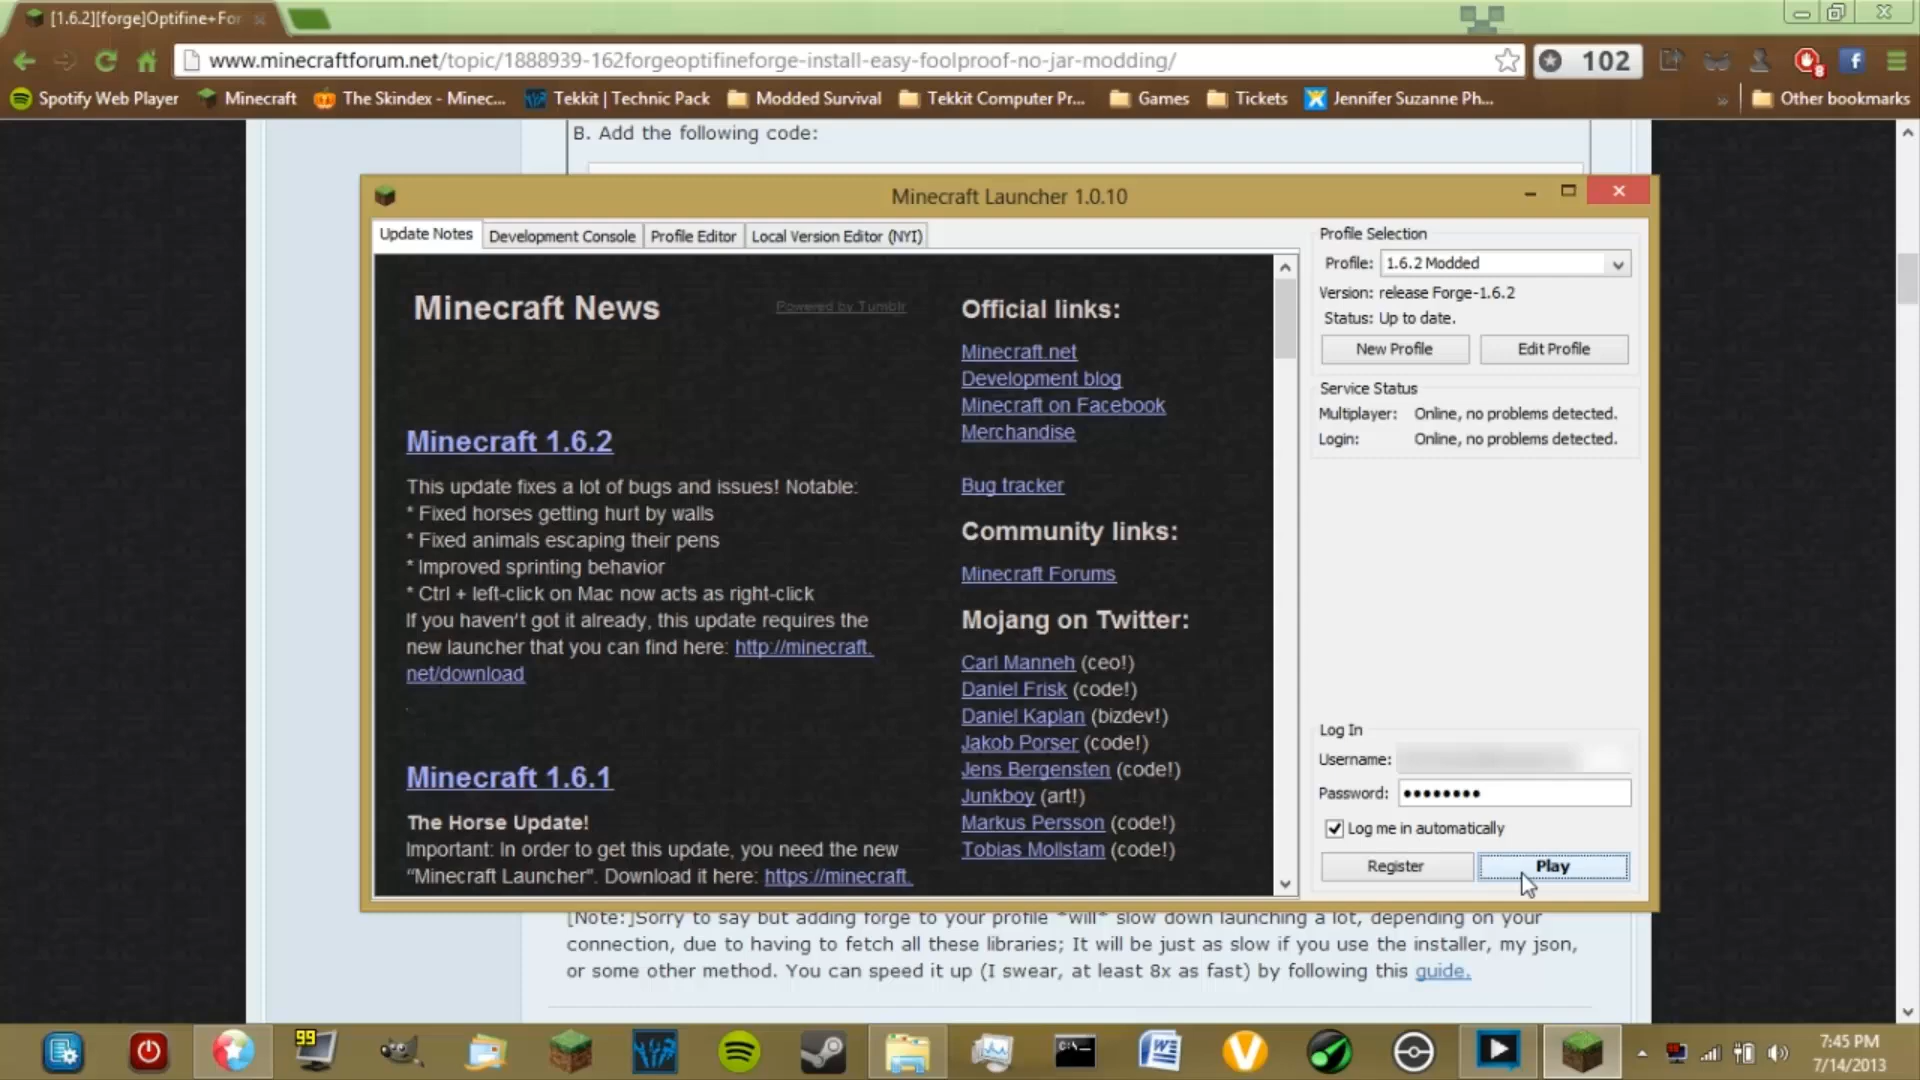 [1.6.2][forge]Optifine+For
www.minecraftforum.net/topic/1888939-162forgeoptifineforge-install-easy-foolproof-no-jar-modding/
102
8
f
Spotify Web Player
Minecraft
The Skindex - Minec...
Tekkit | Technic Pack
Modded Survival
Tekkit Computer Pr...
Games
Tickets
Jennifer Suzanne Ph...
»
Other bookmarks
B. Add the following code:
Minecraft Launcher 1.0.10
Update Notes
Development Console
Profile Editor
Local Version Editor (NYI)
Minecraft News
Powered by Tumblr
Minecraft 1.6.2
This update fixes a lot of bugs and issues! Notable:
* Fixed horses getting hurt by walls
* Fixed animals escaping their pens
* Improved sprinting behavior
* Ctrl + left-click on Mac now acts as right-click
If you haven't got it already, this update requires the
new launcher that you can find here: http://minecraft.
net/download
Minecraft 1.6.1
The Horse Update!
Important: In order to get this update, you need the new
“Minecraft Launcher”. Download it here: https://minecraft.
Official links:
Minecraft.net
Development blog
Minecraft on Facebook
Merchandise
Bug tracker
Community links:
Minecraft Forums
Mojang on Twitter:
Carl Manneh (ceo!)
Daniel Frisk (code!)
Daniel Kaplan (bizdev!)
Jakob Porser (code!)
Jens Bergensten (code!)
Junkboy (art!)
Markus Persson (code!)
Tobias Mollstam (code!)
Profile Selection
Profile: 1.6.2 Modded
Version: release Forge-1.6.2
Status: Up to date.
New Profile
Edit Profile
Service Status
Multiplayer: Online, no problems detected.
Login: Online, no problems detected.
Log In
Username:
Password: ••••••••
Log me in automatically
Register
Play
[Note:]Sorry to say but adding forge to your profile *will* slow down launching a lot, depending on your
connection, due to having to fetch all these libraries; It will be just as slow if you use the installer, my json,
or some other method. You can speed it up (I swear, at least 8x as fast) by following this guide.
99
C:\_
W
V
7:45 PM
7/14/2013